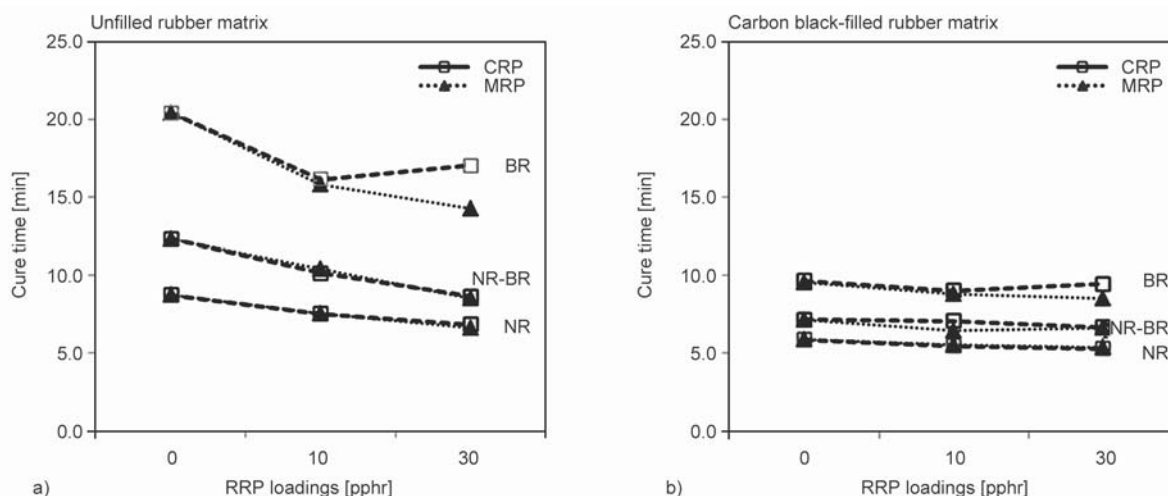 Unfilled rubber matrix
25.0
20.0
15.0
10.0
5.0
0.0
Cure time [min]
CRP
MRP
BR
NR-BR
NR
0 10 30
RRP loadings [pphr]
a)
Carbon black-filled rubber matrix
25.0
20.0
15.0
10.0
5.0
0.0
Cure time [min]
CRP
MRP
BR
NR-BR
NR
0 10 30
RRP loadings [pphr]
b)